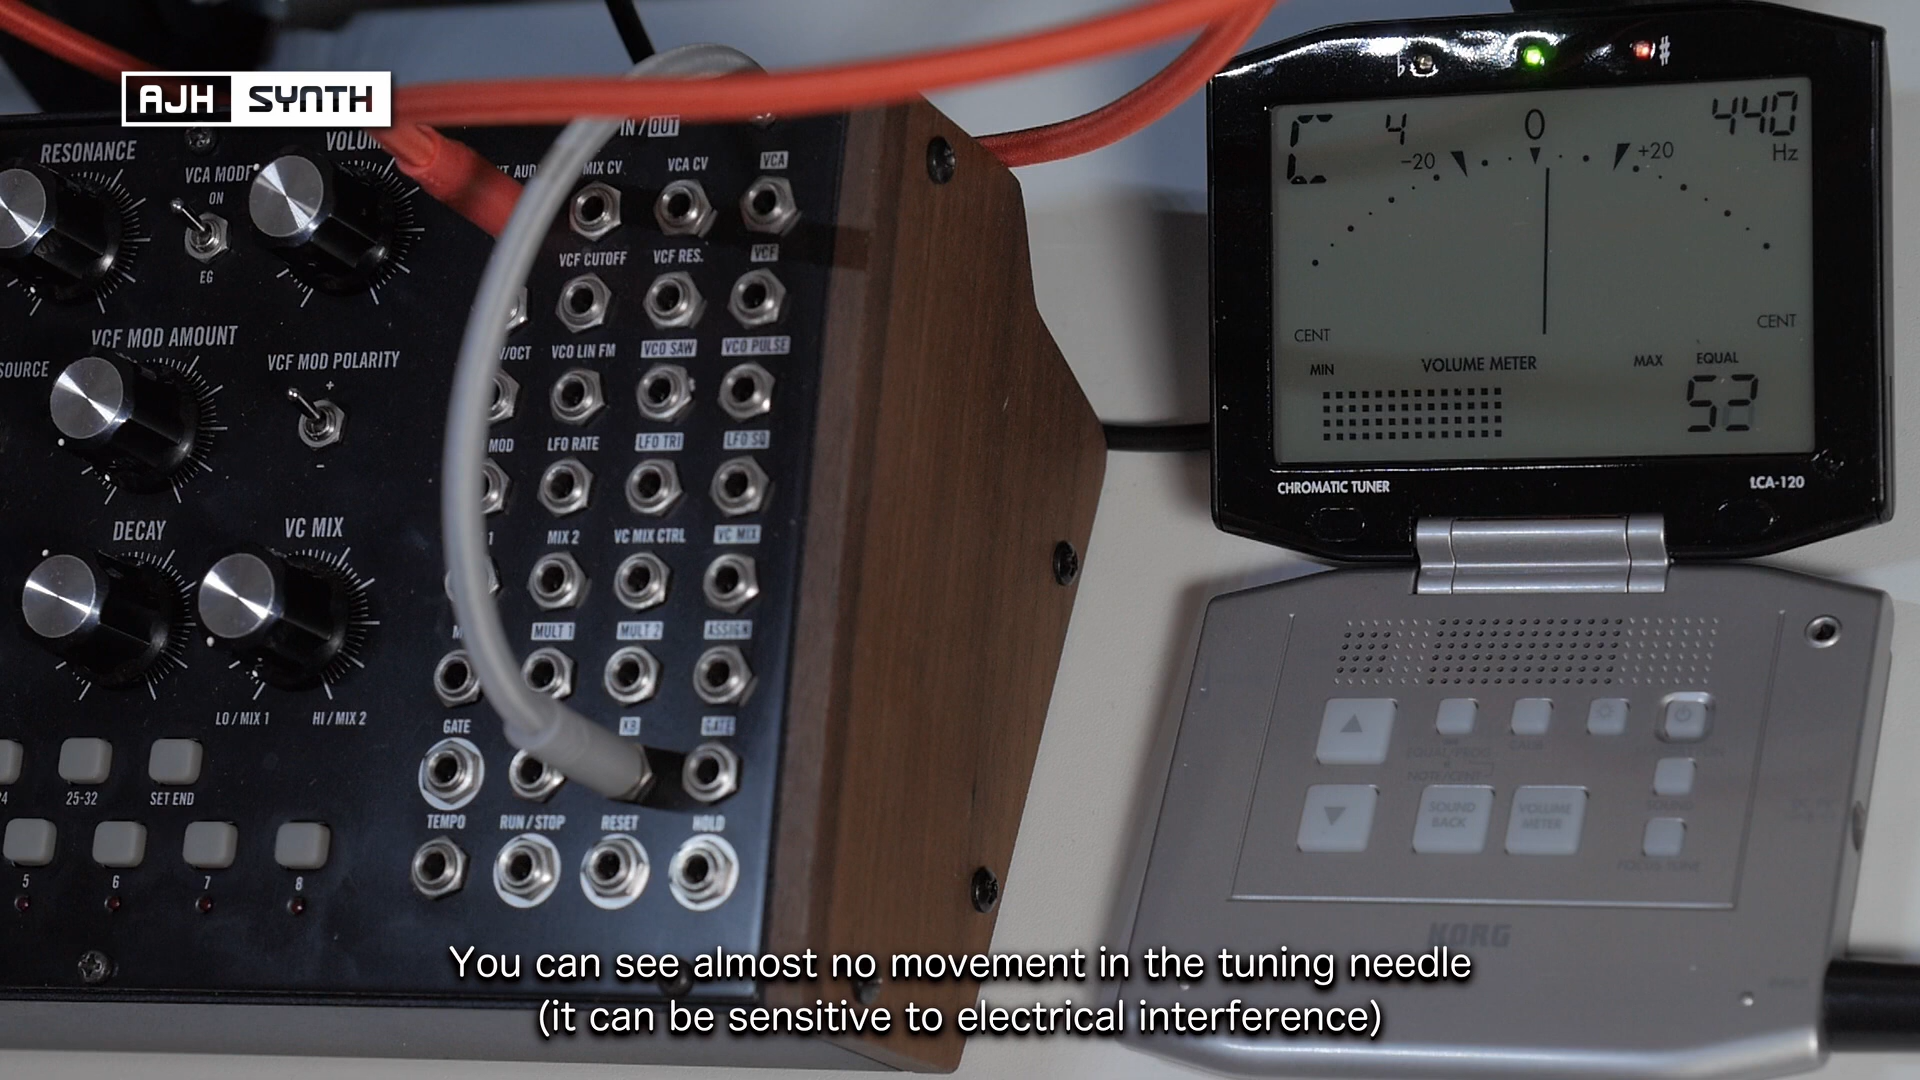 AJH SYNTH
RESONANCE
VCA MODE
ON
EG
VOLUM
IN / OUT
MIX CV
VCA CV
VCA
VCF CUTOFF
VCF RES.
VCF
VCF MOD AMOUNT
SOURCE
VCF MOD POLARITY
+
-
V/OCT
VCO LIN FM
VCO SAW
VCO PULSE
MOD
LFO RATE
LFO TRI
LFO SQ
DECAY
VC MIX
LO / MIX 1
HI / MIX 2
1
MIX 2
VC MIX CTRL
VC MIX
MULT 1
MULT 2
ASSIGN
GATE
KB
GATE
24
25-32
SET END
TEMPO
RUN / STOP
RESET
HOLD
5
6
7
8
♭
♯
C 4
0
440
Hz
-20
+20
CENT
CENT
MIN
VOLUME METER
MAX
EQUAL
52
CHROMATIC TUNER
LCA-120
SOUND
BACK
VOLUME
METER
KORG
You can see almost no movement in the tuning needle
(it can be sensitive to electrical interference)